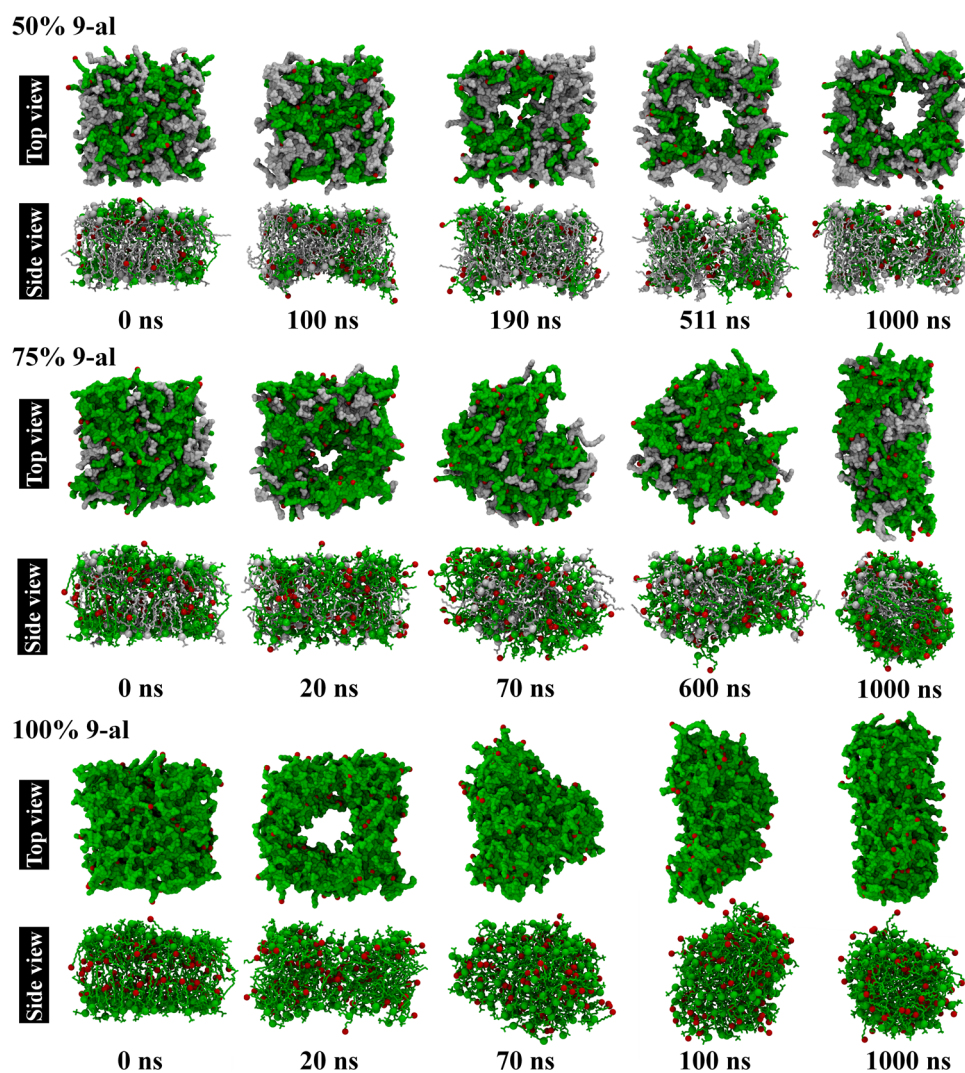 50% 9-al
Top view
Side view
0 ns 100 ns 190 ns 511 ns 1000 ns
75% 9-al
Top view
Side view
0 ns 20 ns 70 ns 600 ns 1000 ns
100% 9-al
Top view
Side view
0 ns 20 ns 70 ns 100 ns 1000 ns